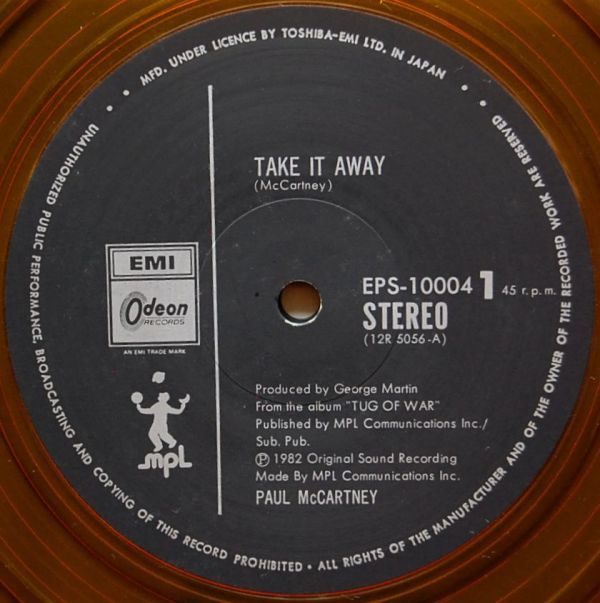 MFD. UNDER LICENCE BY TOSHIBA-EMI LTD. IN JAPAN
TAKE IT AWAY
(McCartney)
EMI
Odeon
RECORDS
AN EMI TRADE MARK
EPS-10004 1 45 r.p.m.
STEREO
(12R 5056-A)
mpL
Produced by George Martin
From the album "TUG OF WAR"
Published by MPL Communications Inc./
Sub. Pub.
Ⓟ 1982 Original Sound Recording
Made By MPL Communications Inc.
PAUL McCARTNEY
UNAUTHORIZED PUBLIC PERFORMANCE, BROADCASTING AND COPYING OF THIS RECORD PROHIBITED • ALL RIGHTS OF THE MANUFACTURER AND OF THE OWNER OF THE RECORDED WORK ARE RESERVED